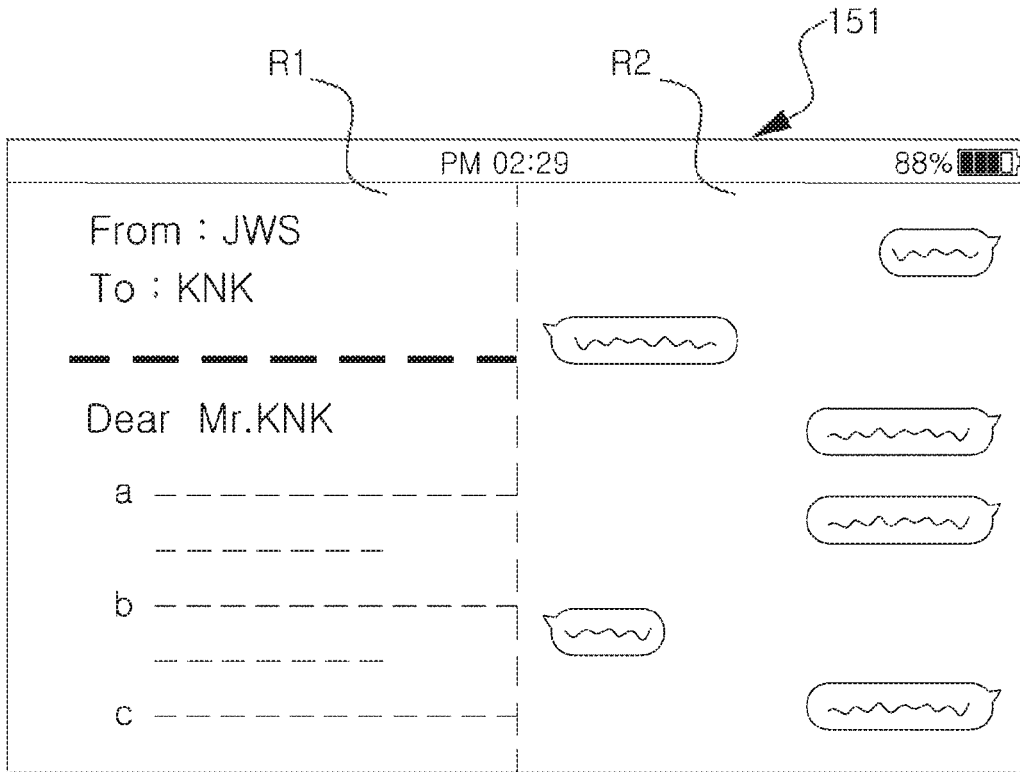 151
R1 R2
PM 02:29 88%
From : JWS
To : KNK
Dear Mr.KNK
a
b
c